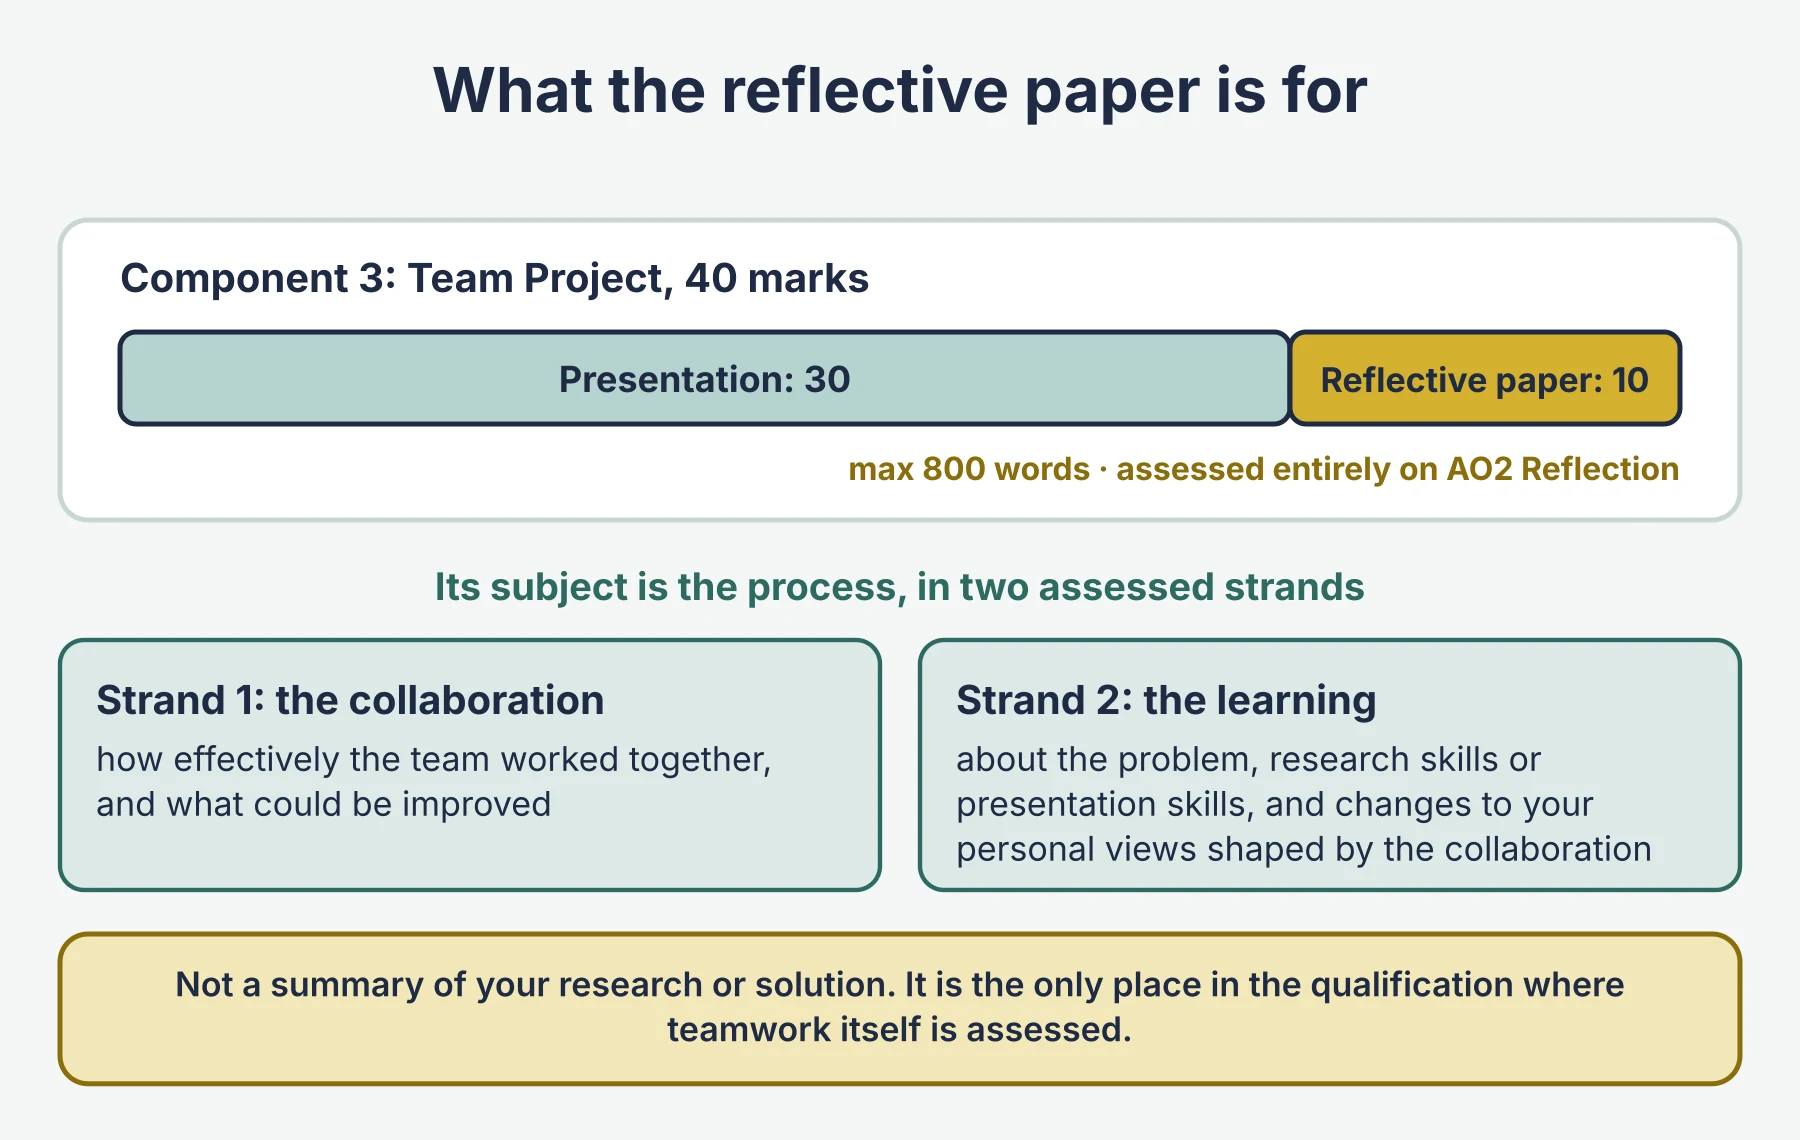 What the reflective paper is for
Component 3: Team Project, 40 marks
Presentation: 30
Reflective paper: 10
max 800 words · assessed entirely on AO2 Reflection
Its subject is the process, in two assessed strands
Strand 1: the collaboration
how effectively the team worked together,
and what could be improved
Strand 2: the learning
about the problem, research skills or
presentation skills, and changes to your
personal views shaped by the collaboration
Not a summary of your research or solution. It is the only place in the qualification where
teamwork itself is assessed.